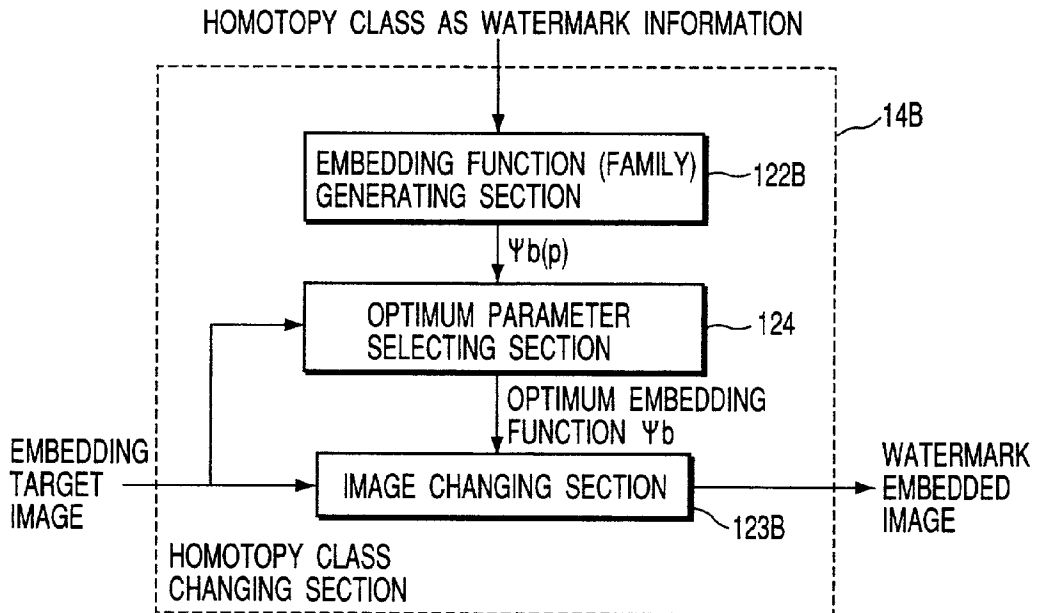 HOMOTOPY CLASS AS WATERMARK INFORMATION
14B
EMBEDDING FUNCTION (FAMILY)
GENERATING SECTION
122B
Ψb(p)
OPTIMUM PARAMETER
SELECTING SECTION
124
OPTIMUM EMBEDDING
FUNCTION Ψb
EMBEDDING
TARGET
IMAGE
IMAGE CHANGING SECTION
123B
WATERMARK
EMBEDDED
IMAGE
HOMOTOPY CLASS
CHANGING SECTION